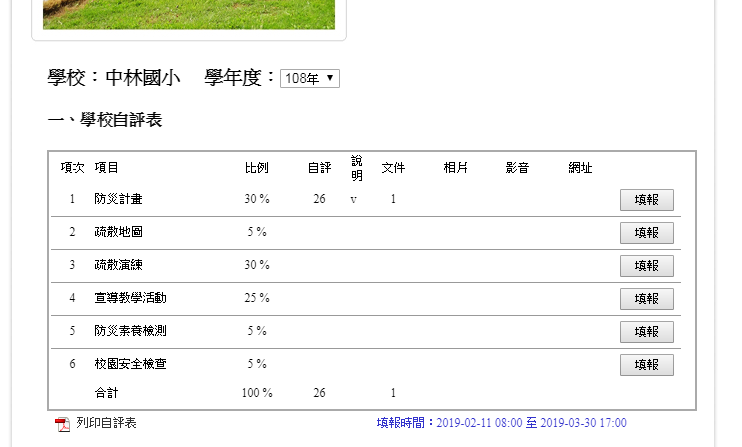 學校：中林國小 學年度：108年
一、學校自評表
項次 項目 比例 自評 說明 文件 相片 影音 網址
1 防災計畫 30 % 26 v 1 填報
2 疏散地圖 5 % 填報
3 疏散演練 30 % 填報
4 宣導教學活動 25 % 填報
5 防災素養檢測 5 % 填報
6 校園安全檢查 5 % 填報
合計 100 % 26 1
列印自評表 填報時間：2019-02-11 08:00 至 2019-03-30 17:00